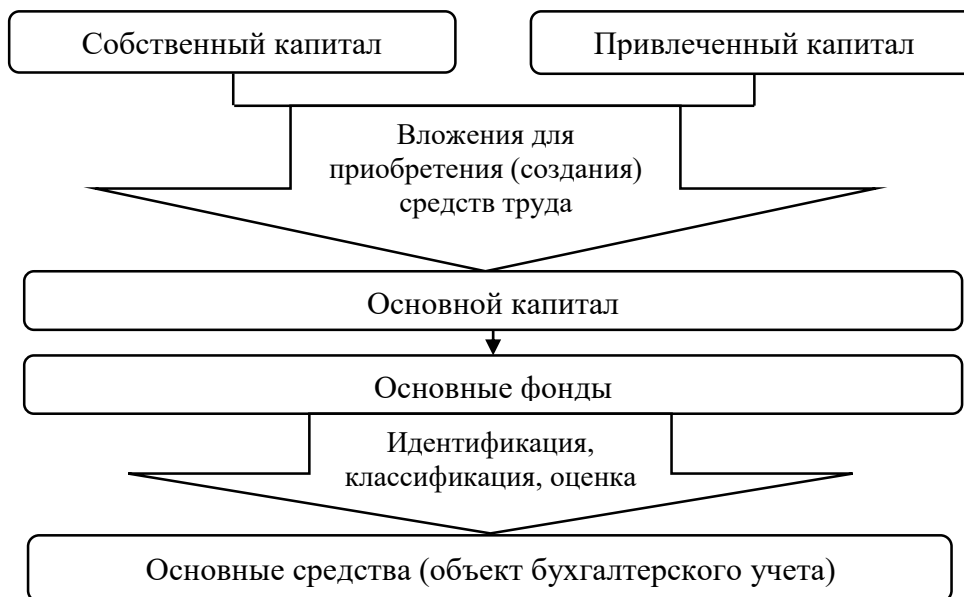 Собственный капитал
Привлеченный капитал
Вложения для
приобретения (создания)
средств труда
Основной капитал
Основные фонды
Идентификация,
классификация, оценка
Основные средства (объект бухгалтерского учета)